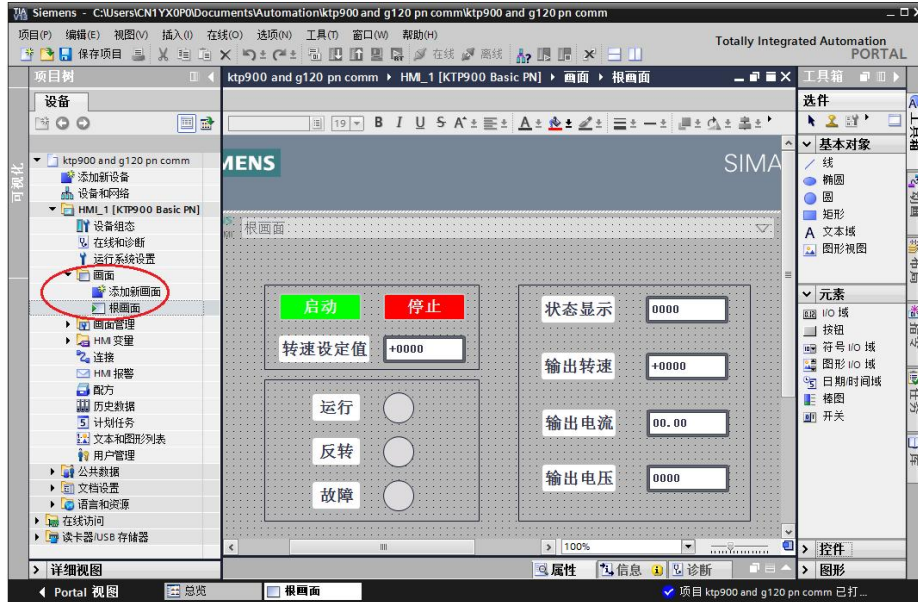 Siemens - C:\Users\CN1YX0P0\Documents\Automation\ktp900 and g120 pn comm\ktp900 and g120 pn comm
项目(P) 编辑(E) 视图(V) 插入(I) 在线(O) 选项(N) 工具(T) 窗口(W) 帮助(H)
Totally Integrated Automation
PORTAL
保存项目 在线 离线
项目树
ktp900 and g120 pn comm HMI_1 [KTP900 Basic PN] 画面 根画面
工具箱
设备
选件
19 B I U S A
可视化
ktp900 and g120 pn comm
添加新设备
设备和网络
HMI_1 [KTP900 Basic PN]
设备组态
在线和诊断
运行系统设置
画面
添加新画面
根画面
画面管理
HMI 变量
连接
HMI 报警
配方
历史数据
计划任务
文本和图形列表
用户管理
公共数据
文档设置
语言和资源
在线访问
读卡器/USB 存储器
详细视图
MENS
SIMA
根画面
启动 停止
转速设定值 +0000
运行
反转
故障
状态显示 0000
输出转速 +0000
输出电流 00.00
输出电压 0000
100%
属性 信息 诊断
基本对象
线
椭圆
圆
矩形
A 文本域
图形视图
元素
I/O 域
按钮
符号 I/O 域
图形 I/O 域
日期/时间域
棒图
开关
控件
图形
任务
Portal 视图 总览 根画面
项目 ktp900 and g120 pn comm 已打...